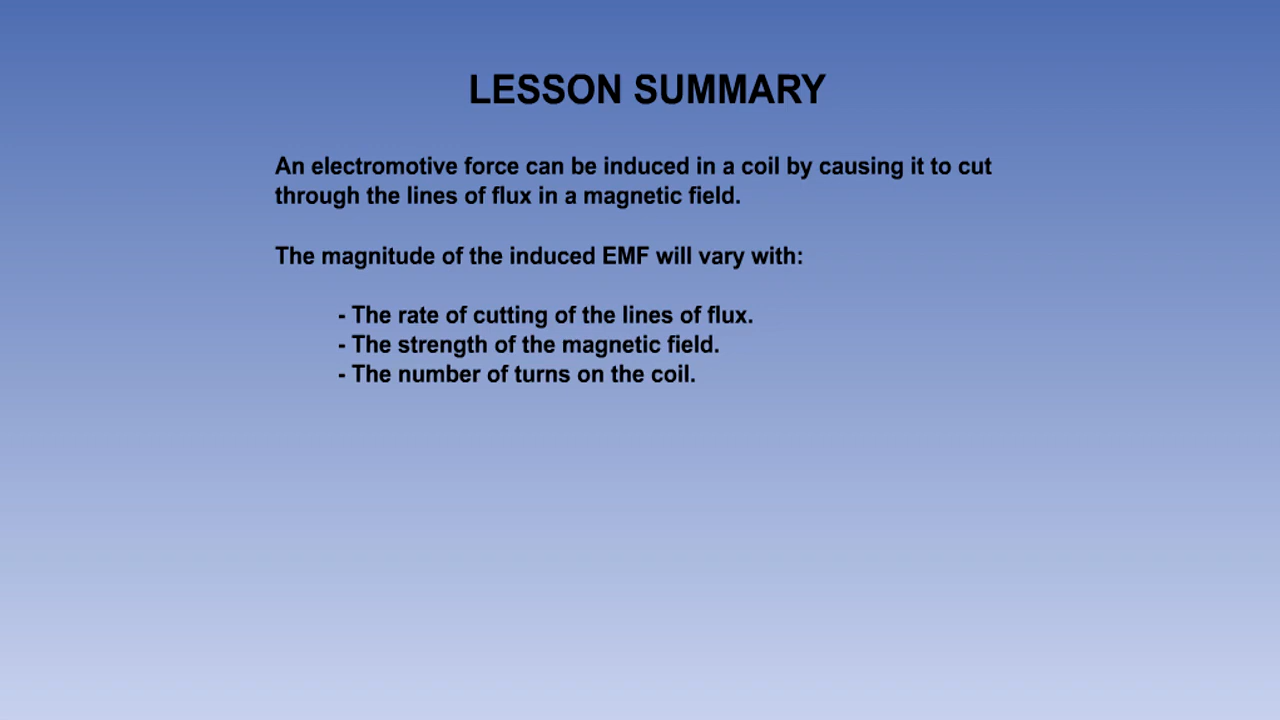 LESSON SUMMARY
An electromotive force can be induced in a coil by causing it to cut
through the lines of flux in a magnetic field.
The magnitude of the induced EMF will vary with:
- The rate of cutting of the lines of flux.
- The strength of the magnetic field.
- The number of turns on the coil.